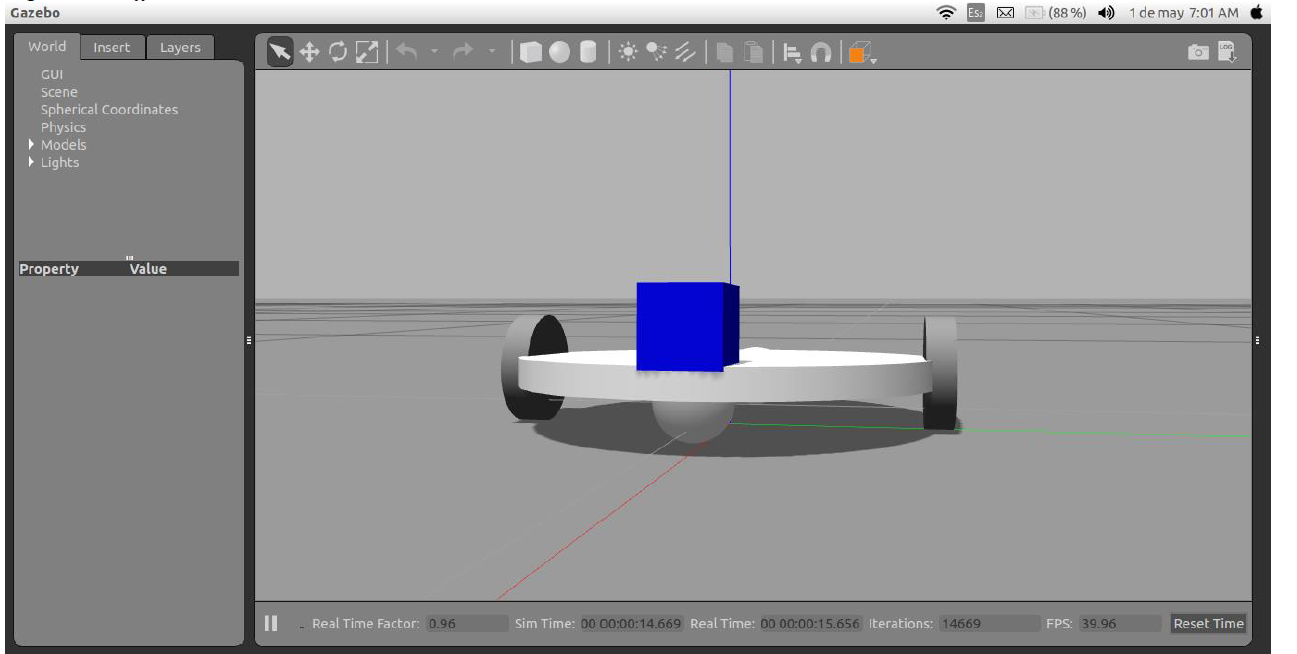 Gazebo
Es₂ (88 %) 1 de may 7:01 AM
World Insert Layers
GUI
Scene
Spherical Coordinates
Physics
Models
Lights
Property Value
LOG
Real Time Factor: 0.96 Sim Time: 00 00:00:14.669 Real Time: 00 00:00:15.656 Iterations: 14669 FPS: 39.96 Reset Time